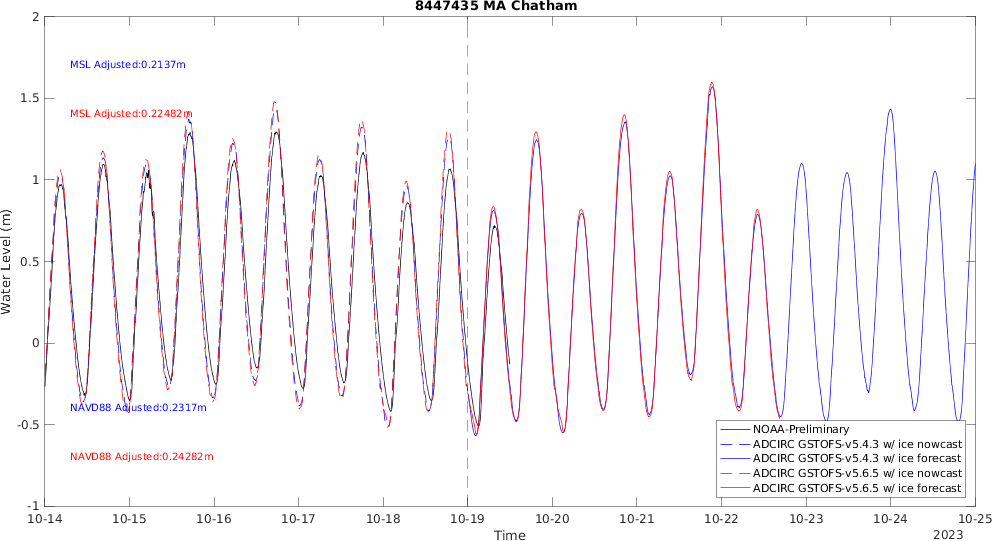 8447435 MA Chatham
2
1.5
1
0.5
0
-0.5
-1
Water Level (m)
MSL Adjusted:0.2137m
MSL Adjusted:0.22482m
NAVD88 Adjusted:0.2317m
NAVD88 Adjusted:0.24282m
NOAA-Preliminary
ADCIRC GSTOFS-v5.4.3 w/ ice nowcast
ADCIRC GSTOFS-v5.4.3 w/ ice forecast
ADCIRC GSTOFS-v5.6.5 w/ ice nowcast
ADCIRC GSTOFS-v5.6.5 w/ ice forecast
10-14 10-15 10-16 10-17 10-18 10-19 10-20 10-21 10-22 10-23 10-24 10-25
Time
2023